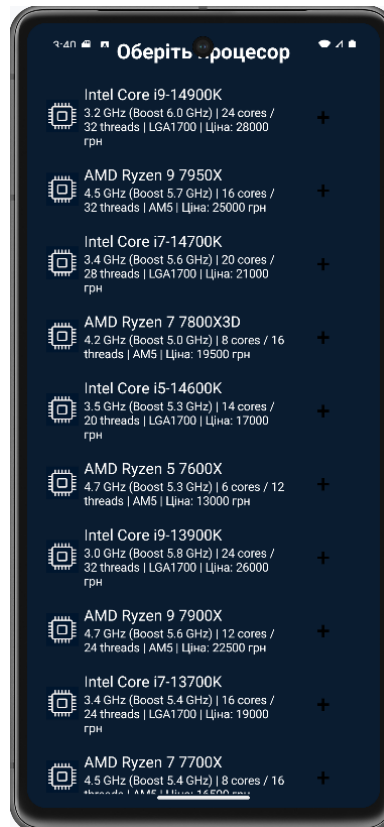 3:40
Оберіть процесор
Intel Core i9-14900K
3.2 GHz (Boost 6.0 GHz) | 24 cores /
32 threads | LGA1700 | Ціна: 28000
грн
+
AMD Ryzen 9 7950X
4.5 GHz (Boost 5.7 GHz) | 16 cores /
32 threads | AM5 | Ціна: 25000 грн
+
Intel Core i7-14700K
3.4 GHz (Boost 5.6 GHz) | 20 cores /
28 threads | LGA1700 | Ціна: 21000
грн
+
AMD Ryzen 7 7800X3D
4.2 GHz (Boost 5.0 GHz) | 8 cores / 16
threads | AM5 | Ціна: 19500 грн
+
Intel Core i5-14600K
3.5 GHz (Boost 5.3 GHz) | 14 cores /
20 threads | LGA1700 | Ціна: 17000
грн
+
AMD Ryzen 5 7600X
4.7 GHz (Boost 5.3 GHz) | 6 cores / 12
threads | AM5 | Ціна: 13000 грн
+
Intel Core i9-13900K
3.0 GHz (Boost 5.8 GHz) | 24 cores /
32 threads | LGA1700 | Ціна: 26000
грн
+
AMD Ryzen 9 7900X
4.7 GHz (Boost 5.6 GHz) | 12 cores /
24 threads | AM5 | Ціна: 22500 грн
+
Intel Core i7-13700K
3.4 GHz (Boost 5.4 GHz) | 16 cores /
24 threads | LGA1700 | Ціна: 19000
грн
+
AMD Ryzen 7 7700X
4.5 GHz (Boost 5.4 GHz) | 8 cores / 16
threads | AM5 | Ціна: 16500 грн
+